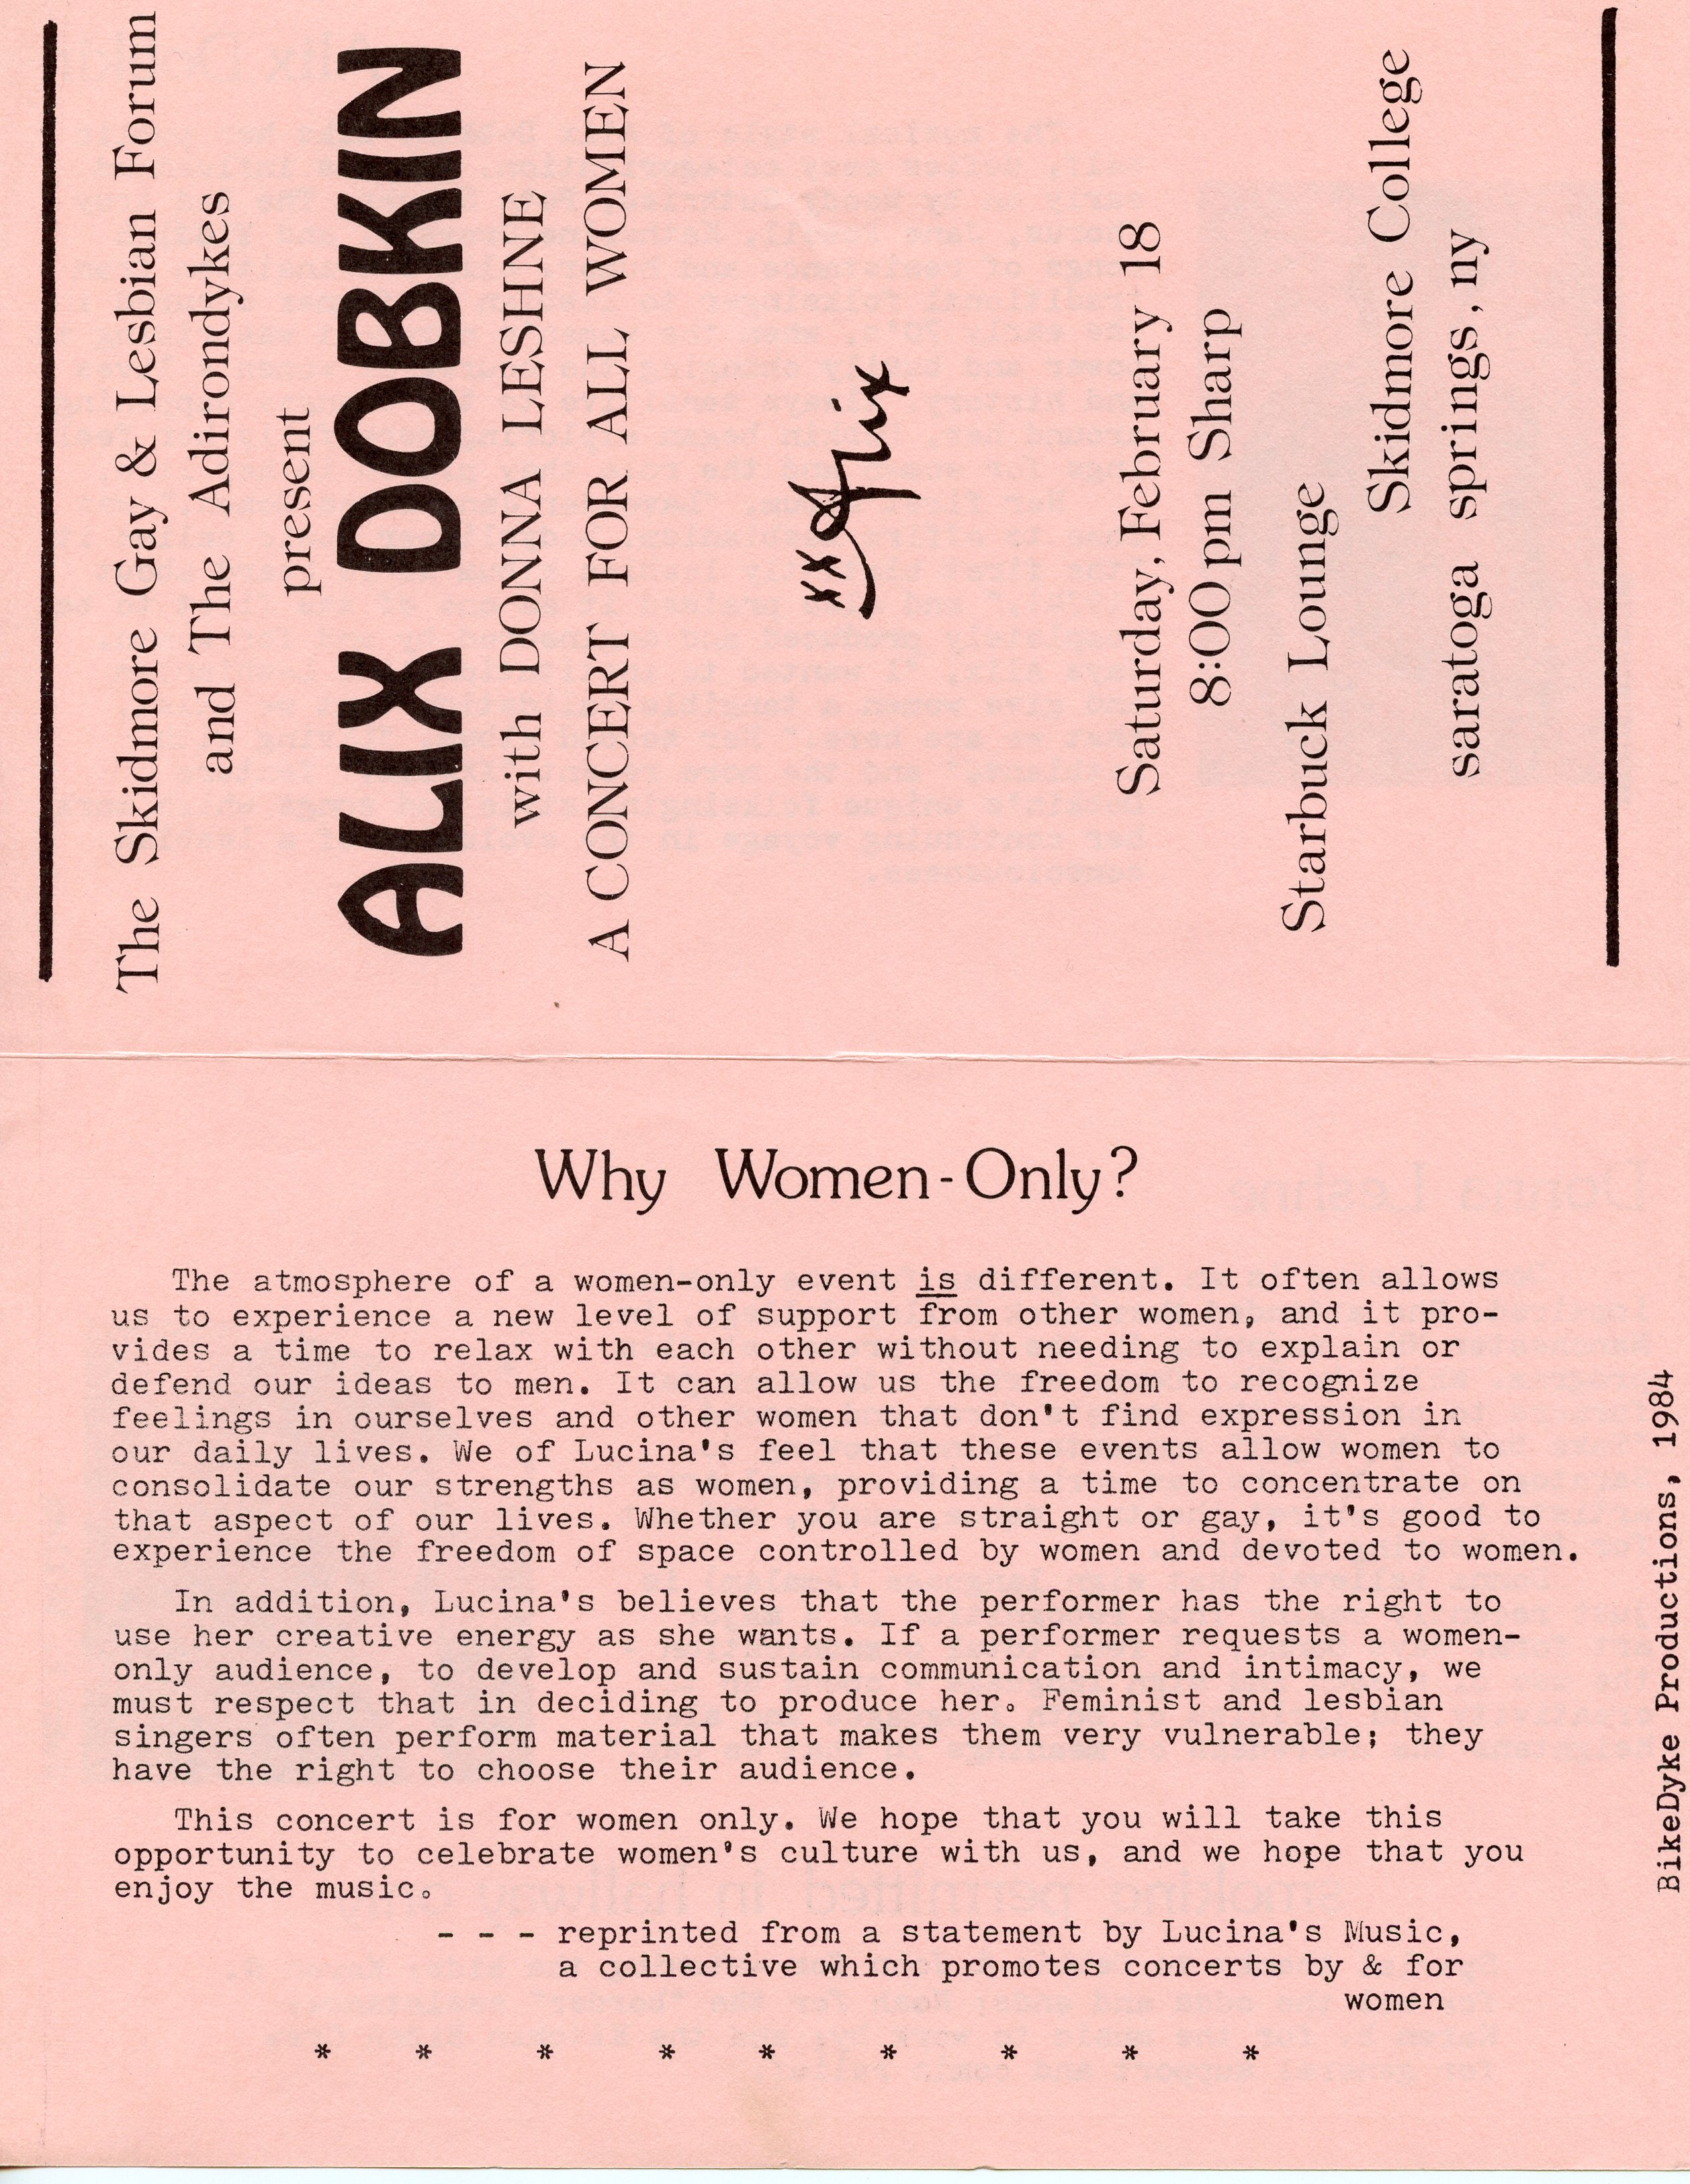 The Skidmore Gay & Lesbian Forum
and The Adirondykes
present
ALIX DOBKIN
with DONNA LESHNE
A CONCERT FOR ALL WOMEN
xx Alix
Saturday, February 18
8:00 pm Sharp
Starbuck Lounge
Skidmore College
saratoga springs, ny
Why Women-Only?
The atmosphere of a women-only event is different. It often allows
us to experience a new level of support from other women, and it pro-
vides a time to relax with each other without needing to explain or
defend our ideas to men. It can allow us the freedom to recognize
feelings in ourselves and other women that don't find expression in
our daily lives. We of Lucina's feel that these events allow women to
consolidate our strengths as women, providing a time to concentrate on
that aspect of our lives. Whether you are straight or gay, it's good to
experience the freedom of space controlled by women and devoted to women.
In addition, Lucina's believes that the performer has the right to
use her creative energy as she wants. If a performer requests a women-
only audience, to develop and sustain communication and intimacy, we
must respect that in deciding to produce her. Feminist and lesbian
singers often perform material that makes them very vulnerable; they
have the right to choose their audience.
This concert is for women only. We hope that you will take this
opportunity to celebrate women's culture with us, and we hope that you
enjoy the music.
- - - reprinted from a statement by Lucina's Music,
a collective which promotes concerts by & for
women
* * * * * * * * *
BikeDyke Productions, 1984